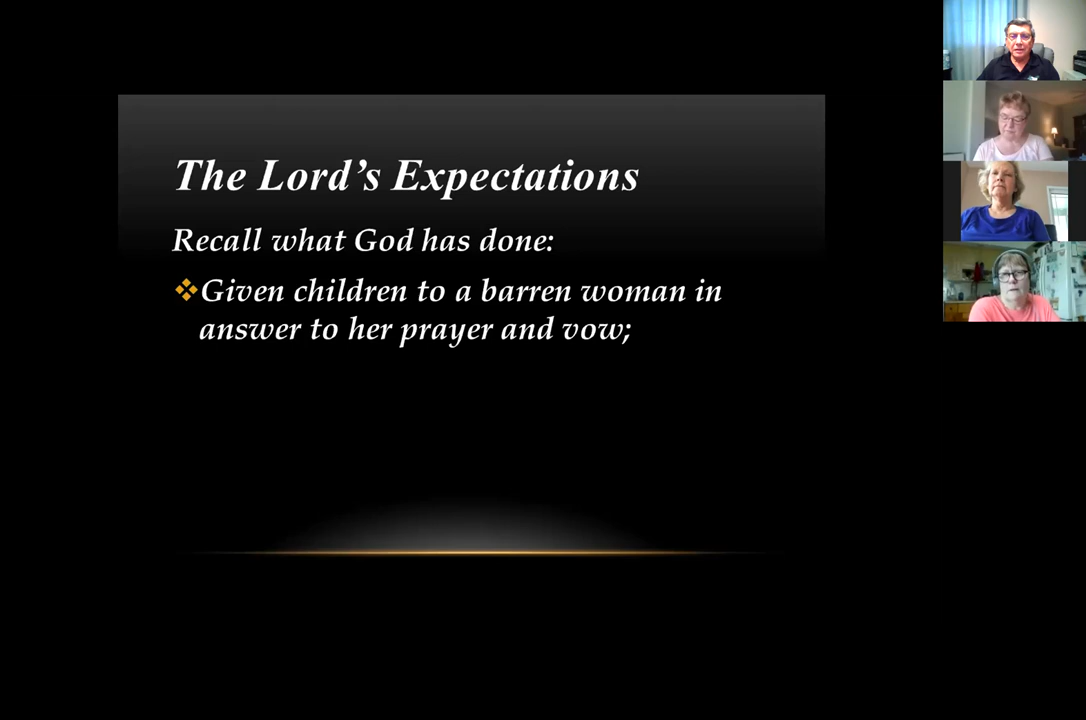 The Lord's Expectations
Recall what God has done:
Given children to a barren woman in
answer to her prayer and vow;